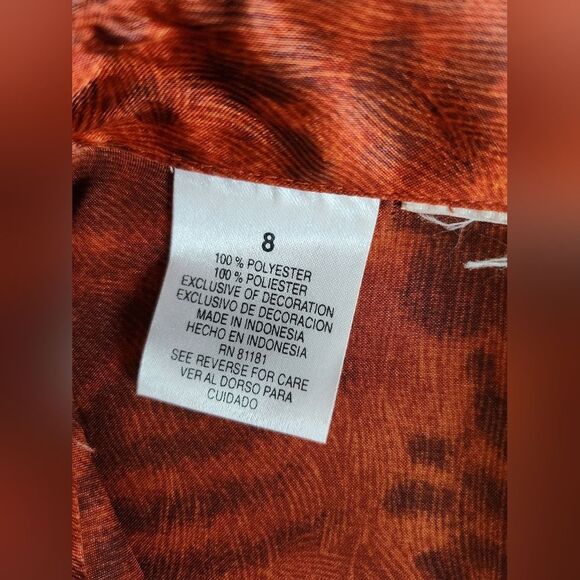 8
100 % POLYESTER
100 % POLIESTER
EXCLUSIVE OF DECORATION
EXCLUSIVO DE DECORACION
MADE IN INDONESIA
HECHO EN INDONESIA
RN 81181
SEE REVERSE FOR CARE
VER AL DORSO PARA
CUIDADO